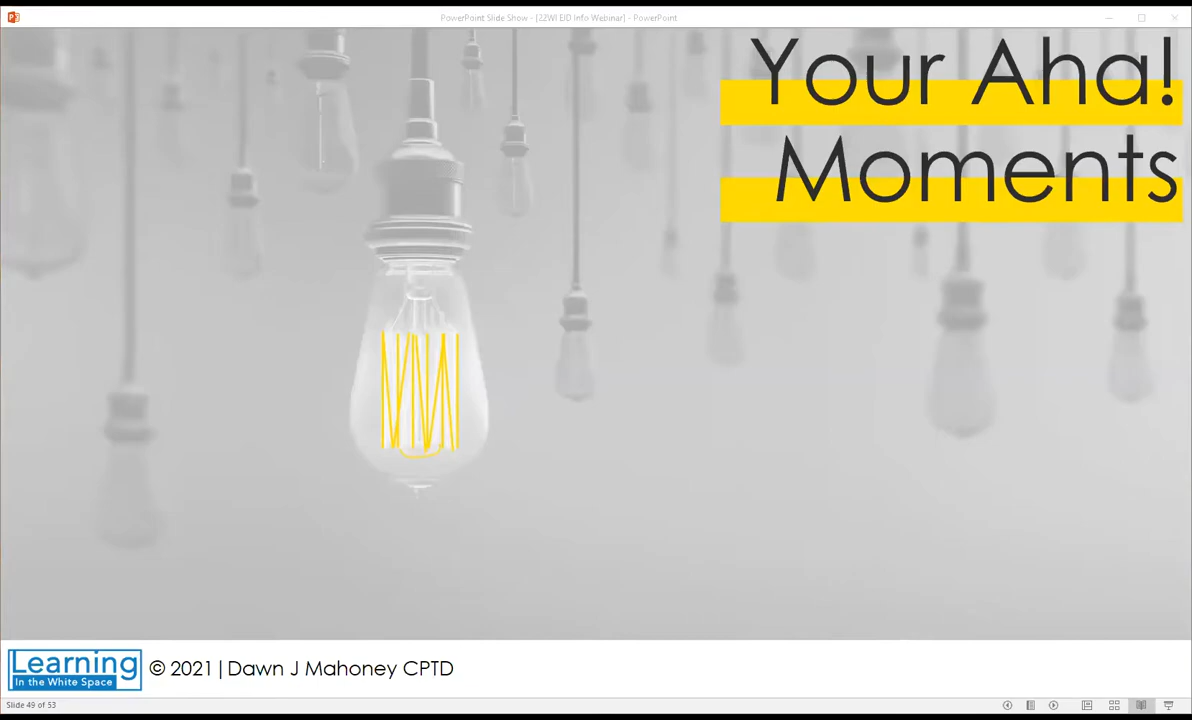 PowerPoint Slide Show - [22WI EID Info Webinar] - PowerPoint
Your Aha!
Moments
Learning
In the White Space
© 2021 | Dawn J Mahoney CPTD
Slide 49 of 53